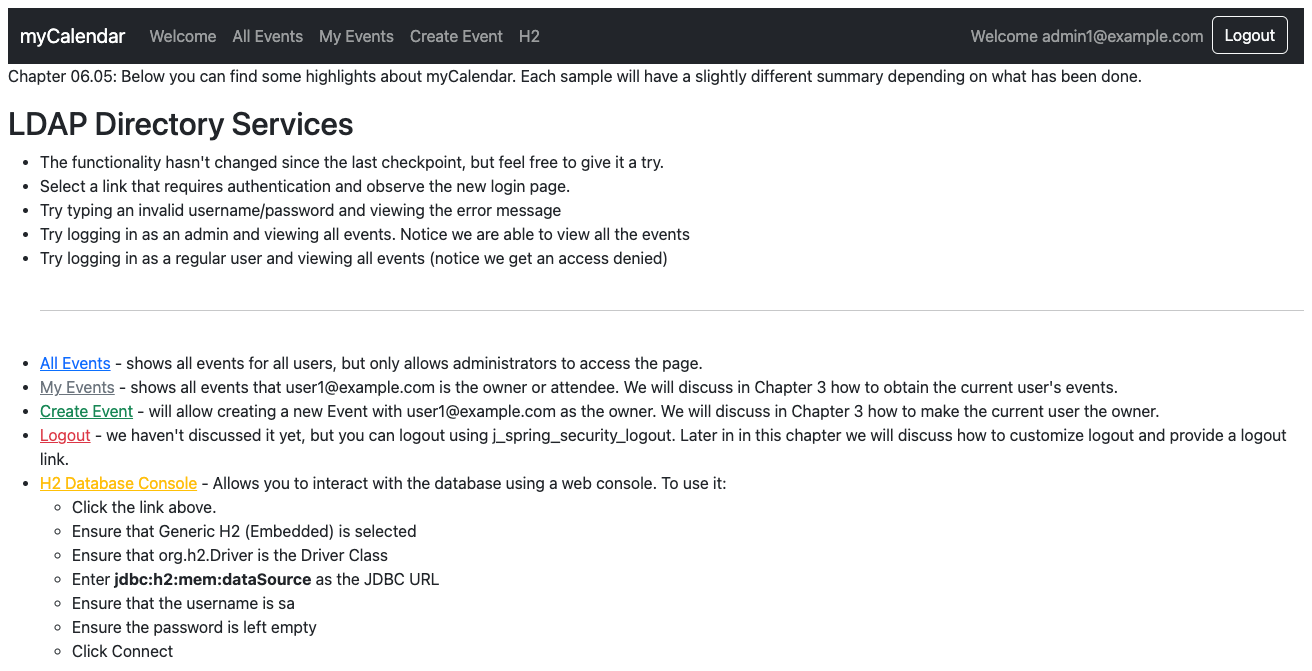 myCalendar Welcome All Events My Events Create Event H2 Welcome admin1@example.com Logout
Chapter 06.05: Below you can find some highlights about myCalendar. Each sample will have a slightly different summary depending on what has been done.
LDAP Directory Services
• The functionality hasn't changed since the last checkpoint, but feel free to give it a try.
• Select a link that requires authentication and observe the new login page.
• Try typing an invalid username/password and viewing the error message
• Try logging in as an admin and viewing all events. Notice we are able to view all the events
• Try logging in as a regular user and viewing all events (notice we get an access denied)
• All Events - shows all events for all users, but only allows administrators to access the page.
• My Events - shows all events that user1@example.com is the owner or attendee. We will discuss in Chapter 3 how to obtain the current user's events.
• Create Event - will allow creating a new Event with user1@example.com as the owner. We will discuss in Chapter 3 how to make the current user the owner.
• Logout - we haven't discussed it yet, but you can logout using j_spring_security_logout. Later in in this chapter we will discuss how to customize logout and provide a logout
link.
• H2 Database Console - Allows you to interact with the database using a web console. To use it:
◦ Click the link above.
◦ Ensure that Generic H2 (Embedded) is selected
◦ Ensure that org.h2.Driver is the Driver Class
◦ Enter jdbc:h2:mem:dataSource as the JDBC URL
◦ Ensure that the username is sa
◦ Ensure the password is left empty
◦ Click Connect